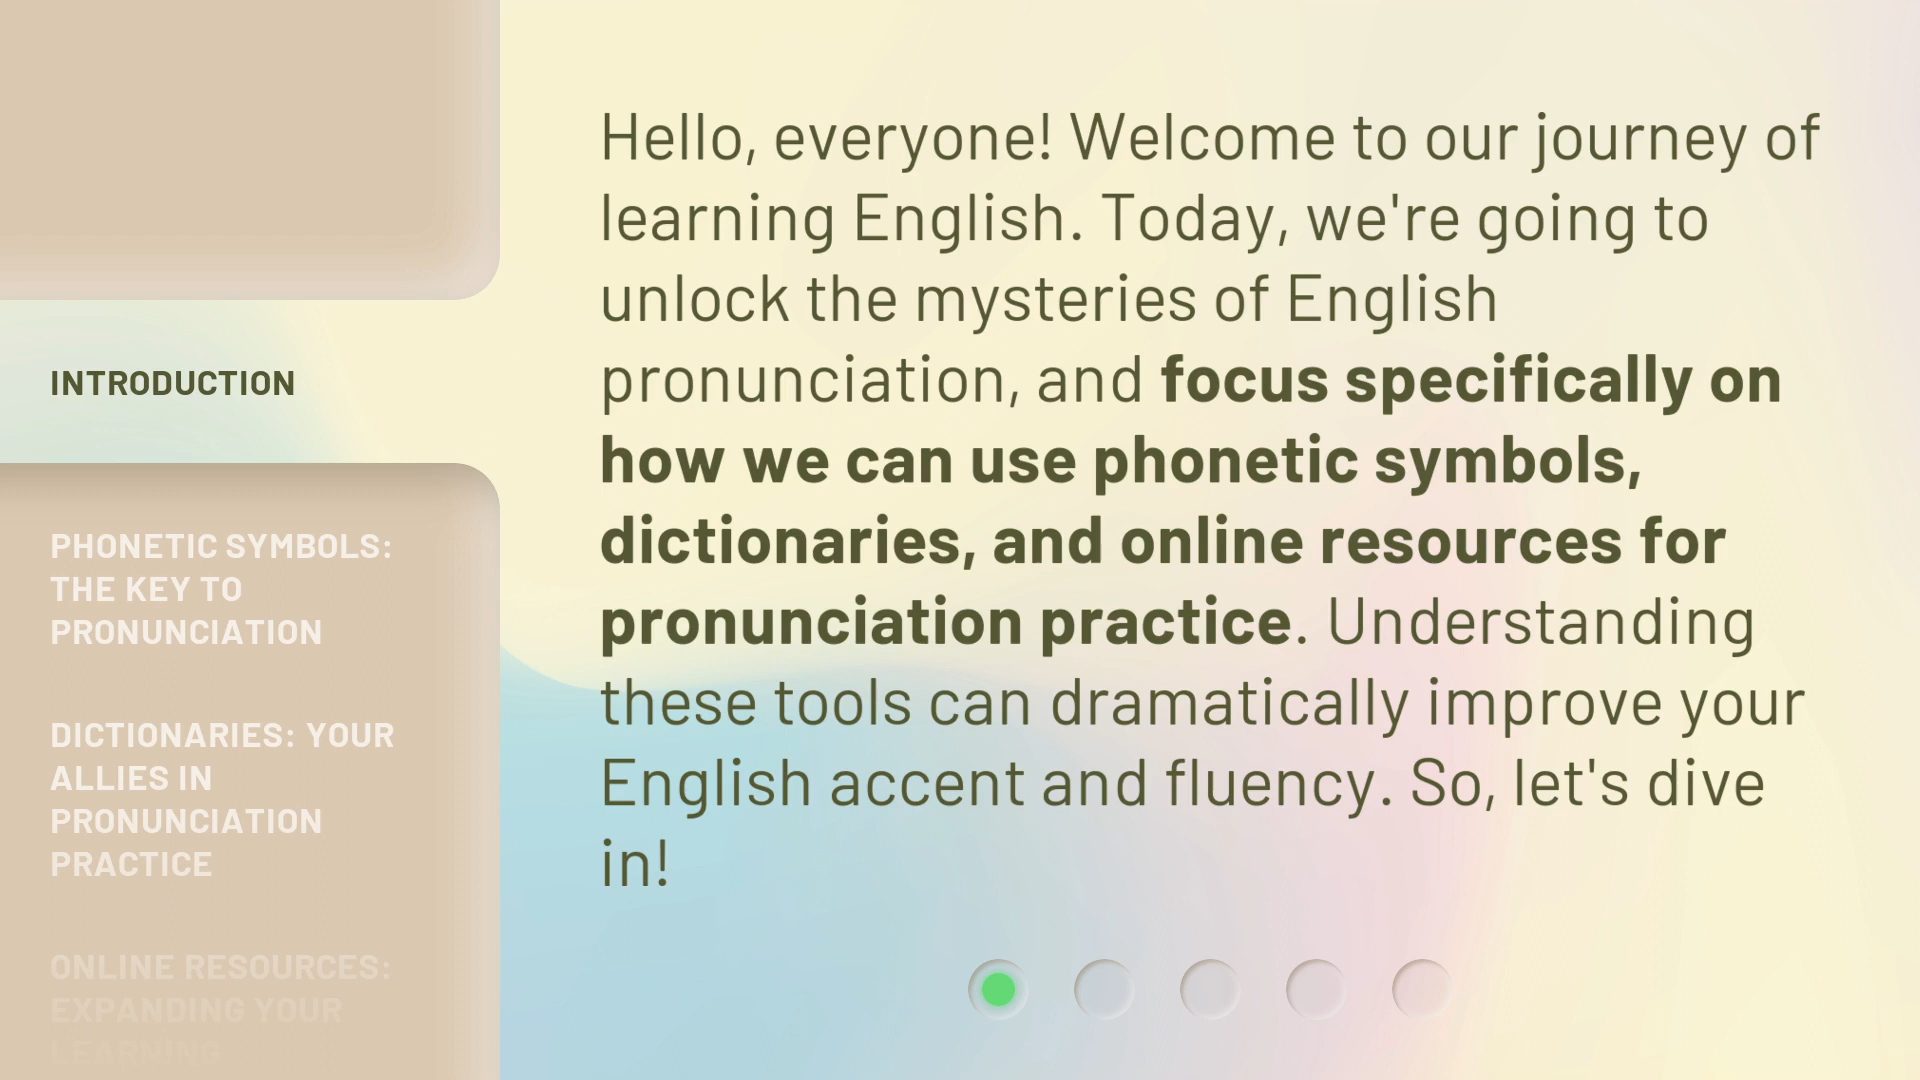 INTRODUCTION
PHONETIC SYMBOLS:
THE KEY TO
PRONUNCIATION
DICTIONARIES: YOUR
ALLIES IN
PRONUNCIATION
PRACTICE
ONLINE RESOURCES:
EXPANDING YOUR
LEARNING
Hello, everyone! Welcome to our journey of
learning English. Today, we're going to
unlock the mysteries of English
pronunciation, and focus specifically on
how we can use phonetic symbols,
dictionaries, and online resources for
pronunciation practice. Understanding
these tools can dramatically improve your
English accent and fluency. So, let's dive
in!